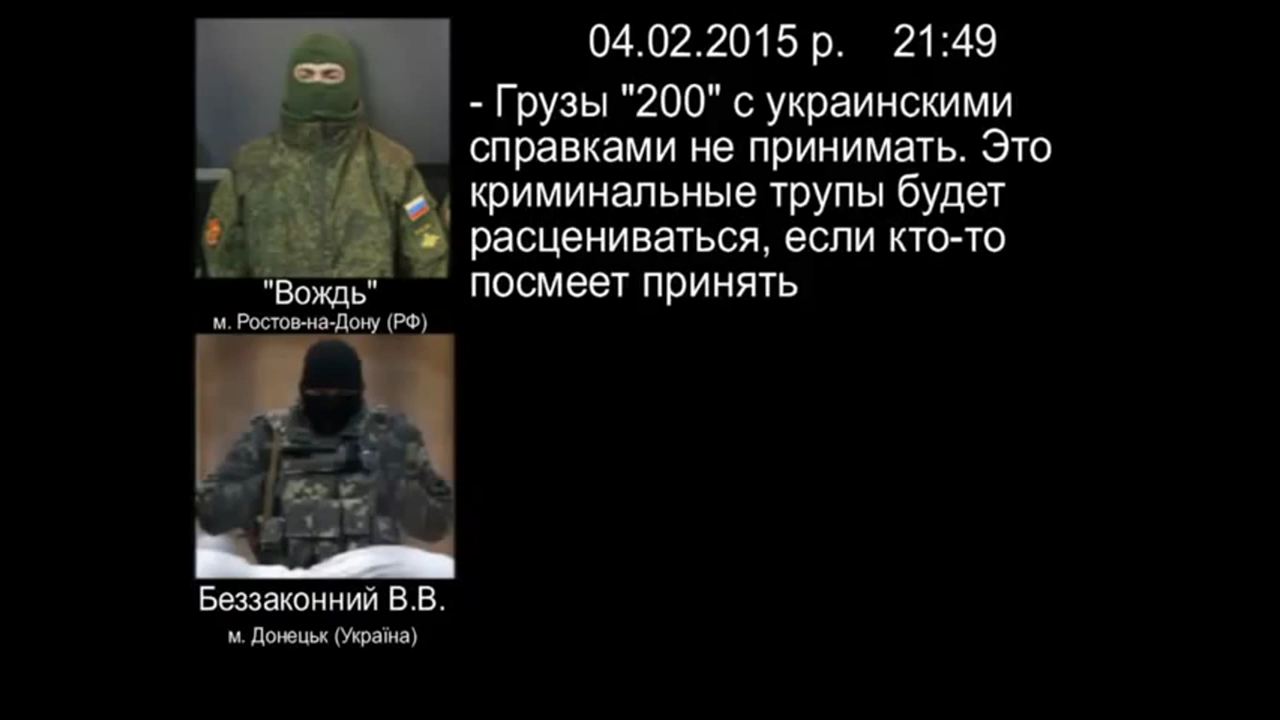 04.02.2015 р. 21:49
- Грузы "200" с украинскими
справками не принимать. Это
криминальные трупы будет
расцениваться, если кто-то
посмеет принять
"Вождь"
м. Ростов-на-Дону (РФ)
Беззаконний В.В.
м. Донецьк (Україна)